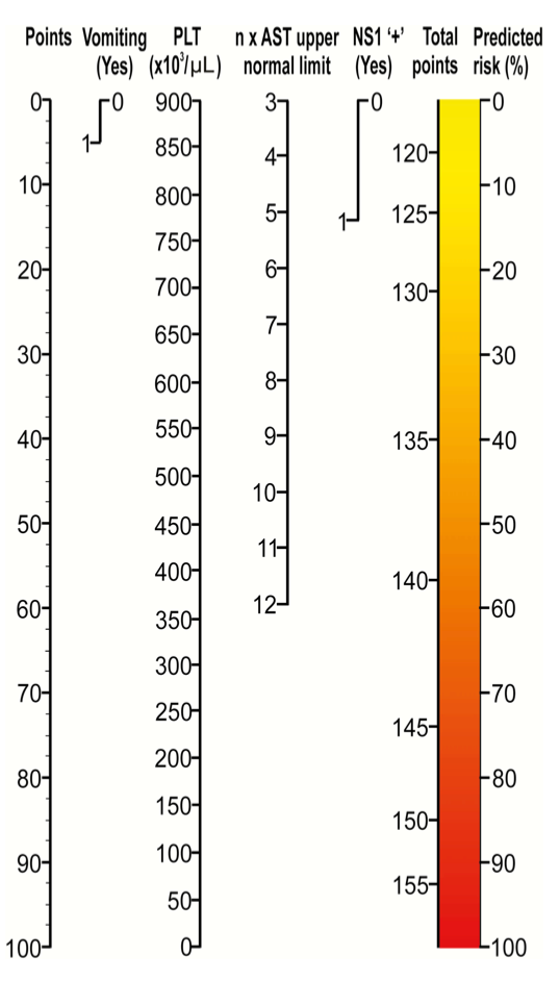 Points Vomiting PLT n x AST upper NS1 ‘+’ Total Predicted
(Yes) (x10³/µL) normal limit (Yes) points risk (%)
0 0 900 3 0 0
1 850 4 120
10 800 10
750 5 1 125
20 700 6 130 20
30 650 7 30
600 8
40 550 9 135 40
500 10
50 450 11 50
400 140
60 350 12 60
300
70 250 70
200 145
80 150 80
100 150
90 50 155 90
100 0 100